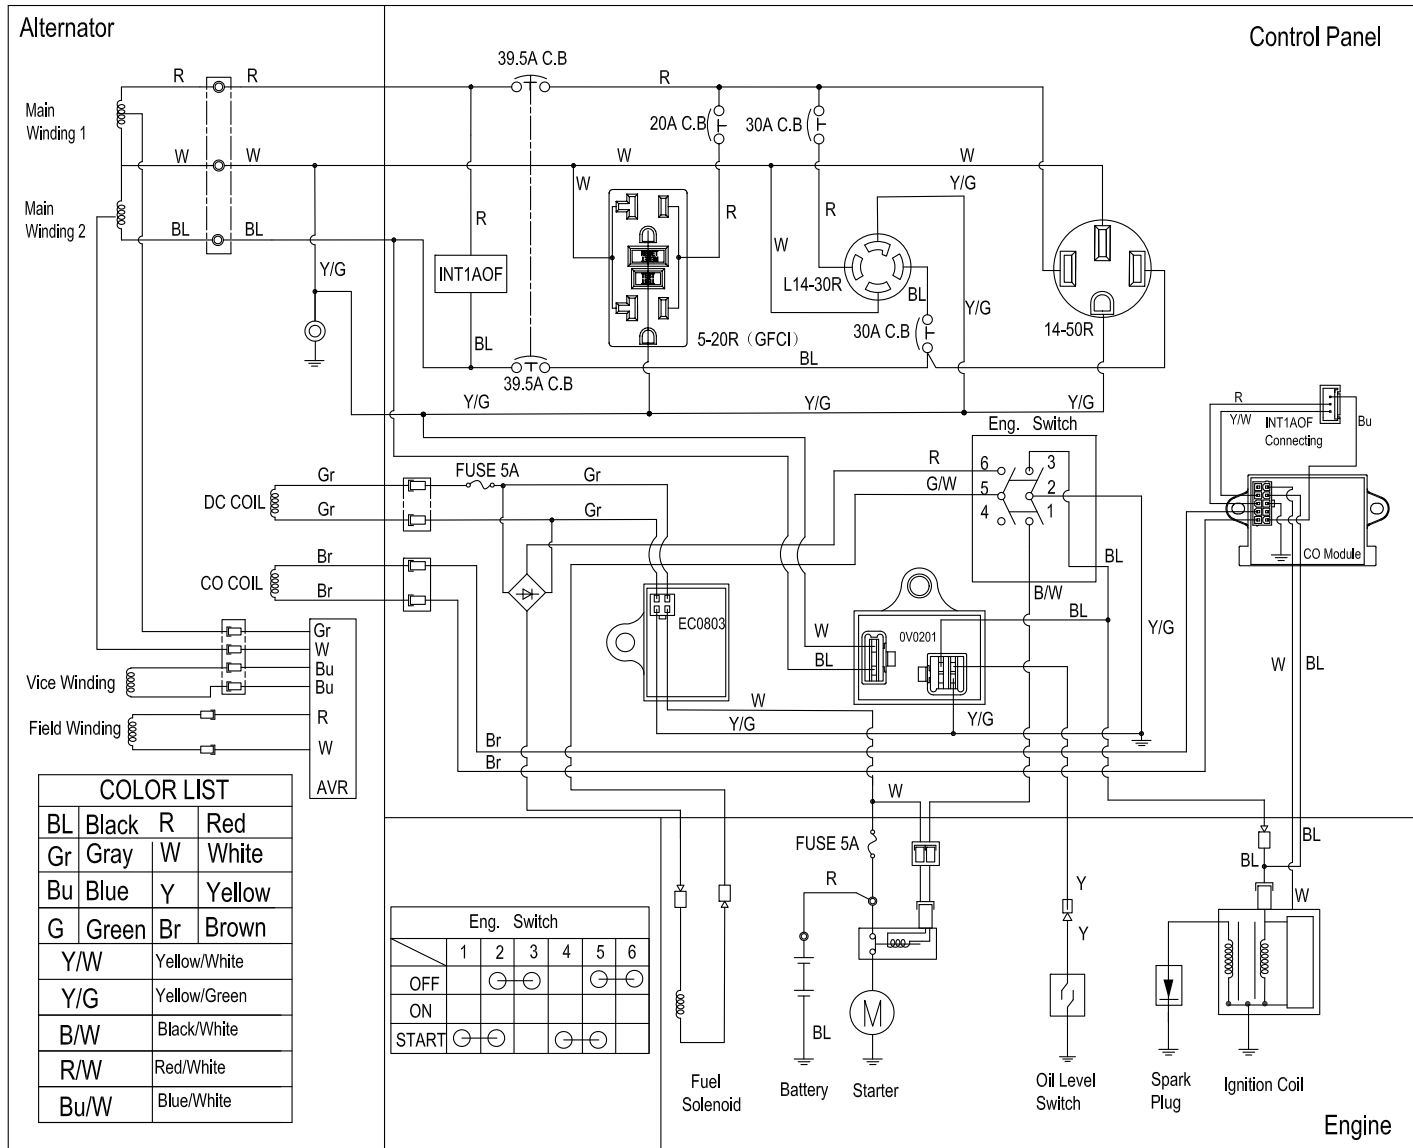 Alternator
Control Panel
39.5A C.B
R
R
R
Main
Winding 1
20A C.B
30A C.B
W
W
W
W
W
Y/G
Main
Winding 2
R
R
R
BL
BL
W
Y/G
INT1AOF
L14-30R
BL
Y/G
30A C.B
14-50R
BL
5-20R（GFCI）
BL
39.5A C.B
Y/G
Y/G
Y/G
R
Y/W
INT1AOF
Connecting
Bu
Eng. Switch
FUSE 5A
Gr
Gr
R
6
3
DC COIL
G/W
5
2
Gr
Gr
4
1
CO COIL
Br
Br
BL
CO Module
B/W
BL
EC0803
0V0201
W
BL
Y/G
W
BL
Gr
W
Bu
Bu
Vice Winding
R
Field Winding
W
AVR
W
Y/G
Y/G
Br
Br
W
COLOR LIST
BL Black R Red
Gr Gray W White
Bu Blue Y Yellow
G Green Br Brown
Y/W Yellow/White
Y/G Yellow/Green
B/W Black/White
R/W Red/White
Bu/W Blue/White
FUSE 5A
R
BL
BL
W
Y
Y
Eng. Switch
1 2 3 4 5 6
OFF
ON
START
M
BL
Fuel
Solenoid
Battery
Starter
Oil Level
Switch
Spark
Plug
Ignition Coil
Engine